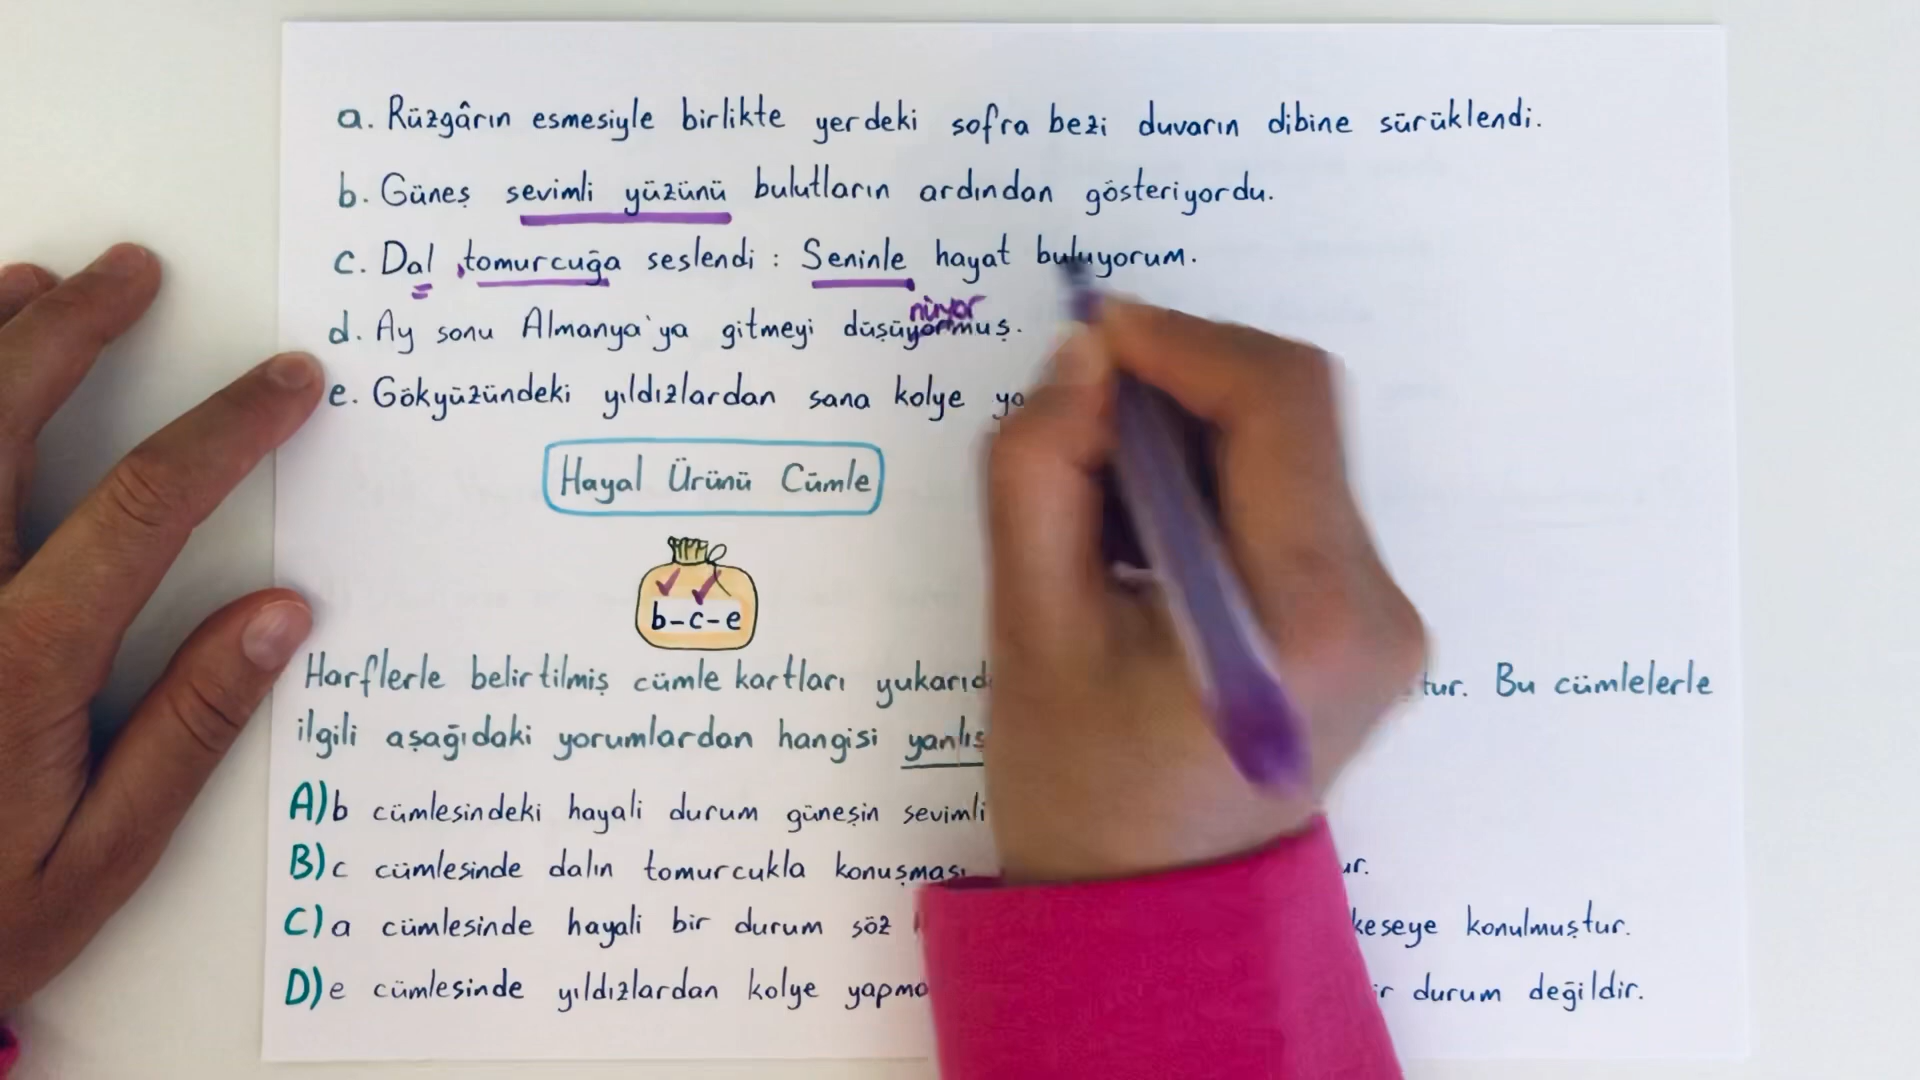 a. Rüzgârın esmesiyle birlikte yerdeki sofra bezi duvarın dibine sürüklendi.
b. Güneş sevimli yüzünü bulutların ardından gösteriyordu.
c. Dal, tomurcuğa seslendi : Seninle hayat buluyorum.
nüyor
d. Ay sonu Almanya'ya gitmeyi düşüyormuş.
e. Gökyüzündeki yıldızlardan sana kolye
Hayal Ürünü Cümle
b-c-e
Harflerle belirtilmiş cümle kartları Bu cümlelerle
ilgili aşağıdaki yorumlardan hangisi
A) b cümlesindeki hayali durum güneşin sevimli
B) c cümlesinde dalın tomurcukla konuşması
C) a cümlesinde hayali bir durum söz keseye konulmuştur.
D) e cümlesinde yıldızlardan kolye durum değildir.